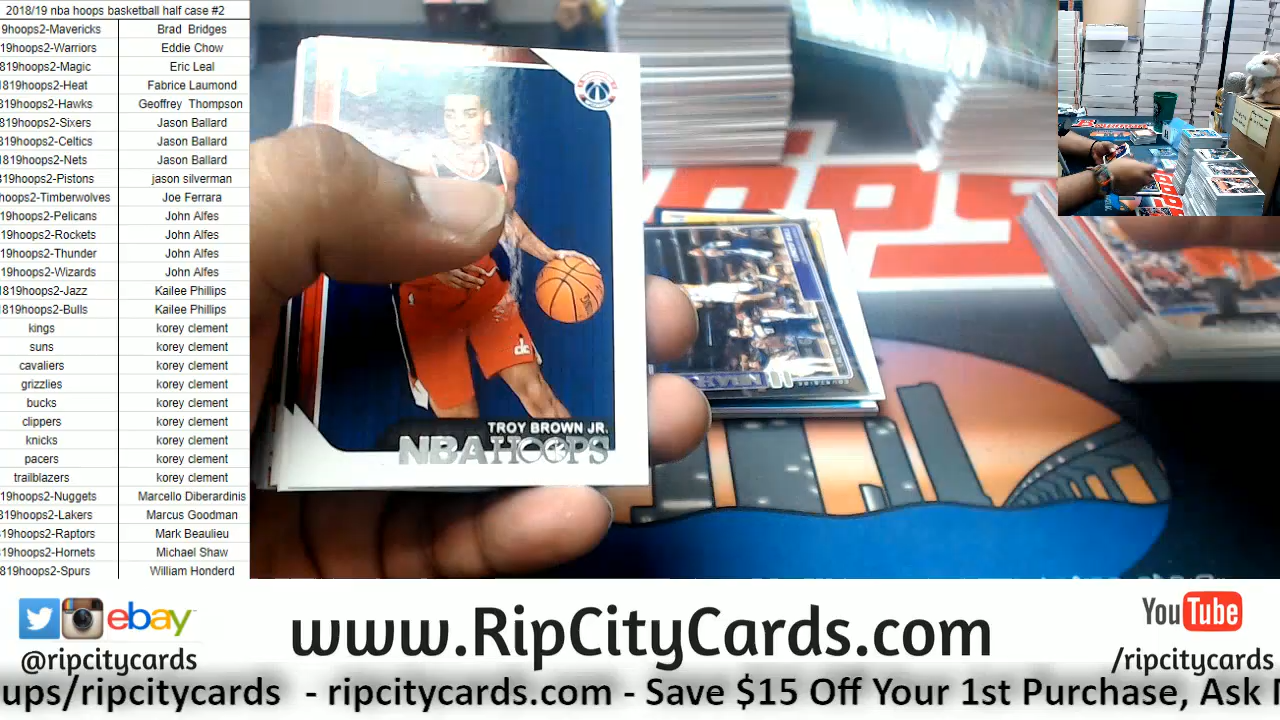 2018/19 nba hoops basketball half case #2
9hoops2-Mavericks Brad Bridges
19hoops2-Warriors Eddie Chow
819hoops2-Magic Eric Leal
1819hoops2-Heat Fabrice Laumond
819hoops2-Hawks Geoffrey Thompson
819hoops2-Sixers Jason Ballard
819hoops2-Celtics Jason Ballard
819hoops2-Nets Jason Ballard
819hoops2-Pistons jason silverman
hoops2-Timberwolves Joe Ferrara
19hoops2-Pelicans John Alfes
19hoops2-Rockets John Alfes
19hoops2-Thunder John Alfes
19hoops2-Wizards John Alfes
1819hoops2-Jazz Kailee Phillips
1819hoops2-Bulls Kailee Phillips
kings korey clement
suns korey clement
cavaliers korey clement
grizzlies korey clement
bucks korey clement
clippers korey clement
knicks korey clement
pacers korey clement
trailblazers korey clement
19hoops2-Nuggets Marcello Diberardinis
19hoops2-Lakers Marcus Goodman
819hoops2-Raptors Mark Beaulieu
19hoops2-Hornets Michael Shaw
819hoops2-Spurs William Honderd
TROY BROWN JR.
NBA HOOPS
ebay
@ripcitycards
www.RipCityCards.com
YouTube
/ripcitycards
ups/ripcitycards - ripcitycards.com - Save $15 Off Your 1st Purchase, Ask